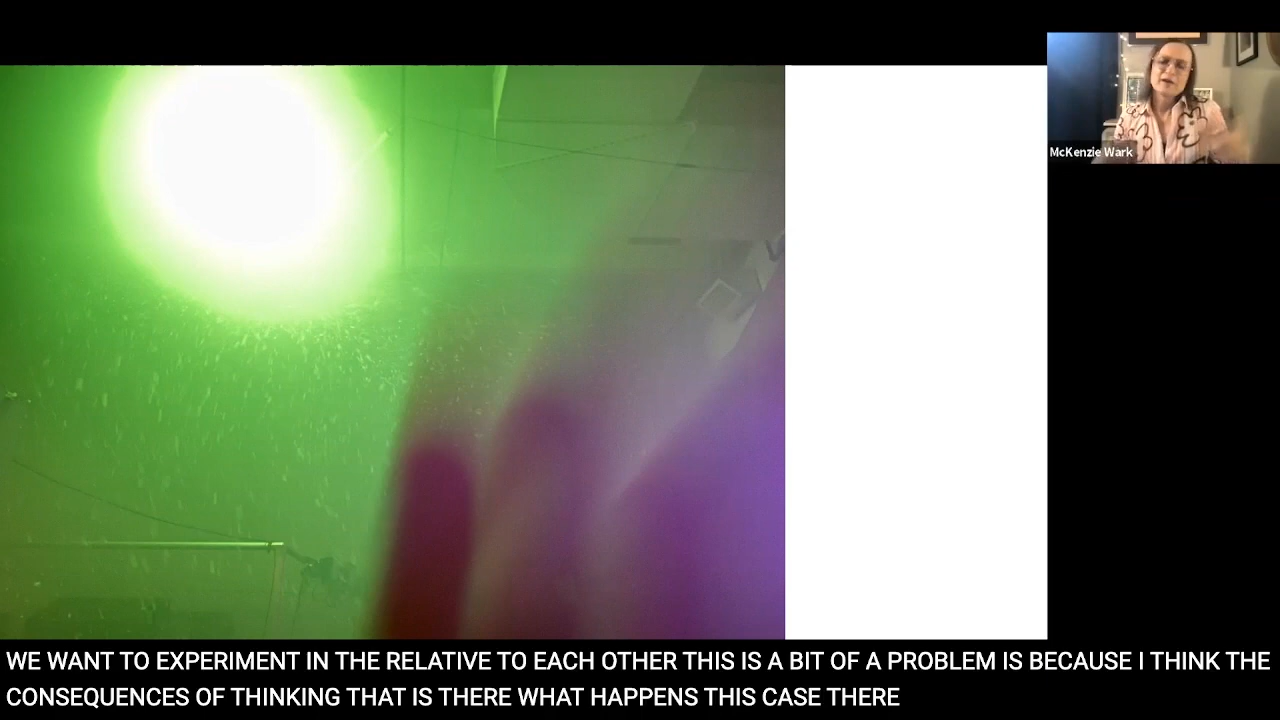 McKenzie Wark
WE WANT TO EXPERIMENT IN THE RELATIVE TO EACH OTHER THIS IS A BIT OF A PROBLEM IS BECAUSE I THINK THE
CONSEQUENCES OF THINKING THAT IS THERE WHAT HAPPENS THIS CASE THERE